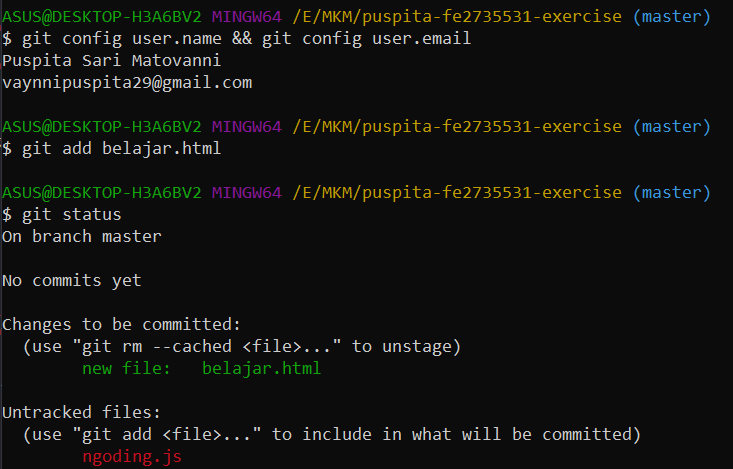 ASUS@DESKTOP-H3A6BV2 MINGW64 /E/MKM/puspita-fe2735531-exercise (master)
$ git config user.name && git config user.email
Puspita Sari Matovanni
vaynnipuspita29@gmail.com
ASUS@DESKTOP-H3A6BV2 MINGW64 /E/MKM/puspita-fe2735531-exercise (master)
$ git add belajar.html
ASUS@DESKTOP-H3A6BV2 MINGW64 /E/MKM/puspita-fe2735531-exercise (master)
$ git status
On branch master
No commits yet
Changes to be committed:
  (use "git rm --cached <file>..." to unstage)
        new file:   belajar.html
Untracked files:
  (use "git add <file>..." to include in what will be committed)
        ngoding.js